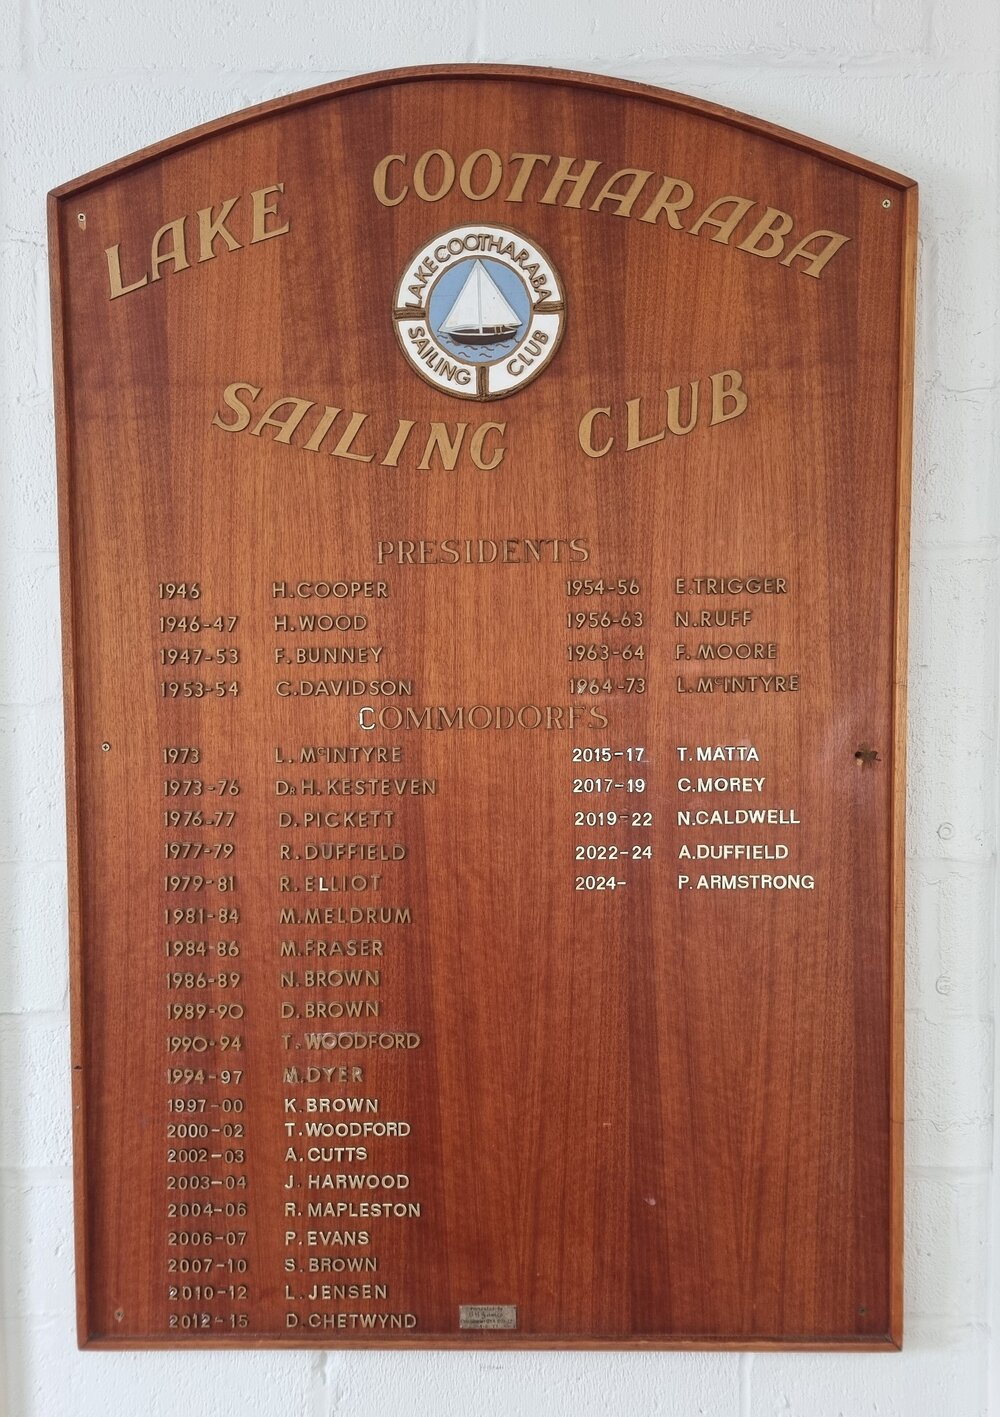 LAKE COOTHARABA
LAKE COOTHARABA
SAILING CLUB
SAILING CLUB
PRESIDENTS
1946 H.COOPER
1946-47 H.WOOD
1947-53 F.BUNNEY
1953-54 C.DAVIDSON
1954-56 E.TRIGGER
1956-63 N.RUFF
1963-64 F.MOORE
1964-73 L.McINTYRE
COMMODORES
1973 L.McINTYRE
1973-76 DR H.KESTEVEN
1976-77 D.PICKETT
1977-79 R.DUFFIELD
1979-81 R.ELLIOT
1981-84 M.MELDRUM
1984-86 M.FRASER
1986-89 N.BROWN
1989-90 D.BROWN
1990-94 T.WOODFORD
1994-97 M.DYER
1997-00 K.BROWN
2000-02 T.WOODFORD
2002-03 A.CUTTS
2003-04 J.HARWOOD
2004-06 R.MAPLESTON
2006-07 P.EVANS
2007-10 S.BROWN
2010-12 L.JENSEN
2012-15 D.CHETWYND
2015-17 T.MATTA
2017-19 C.MOREY
2019-22 N.CALDWELL
2022-24 A.DUFFIELD
2024- P.ARMSTRONG